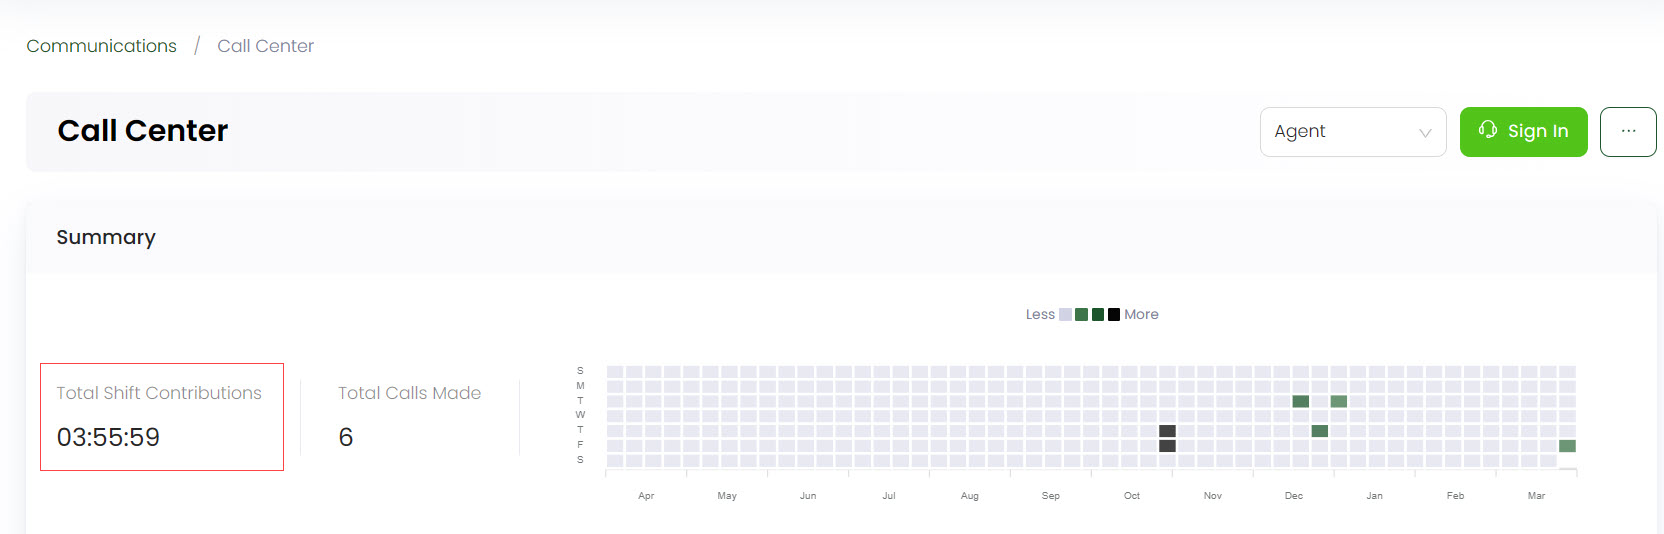 Communications / Call Center
Call Center
Agent
Sign In
...
Summary
Less More
Total Shift Contributions
03:55:59
Total Calls Made
6
S
M
T
W
T
F
S
Apr May Jun Jul Aug Sep Oct Nov Dec Jan Feb Mar